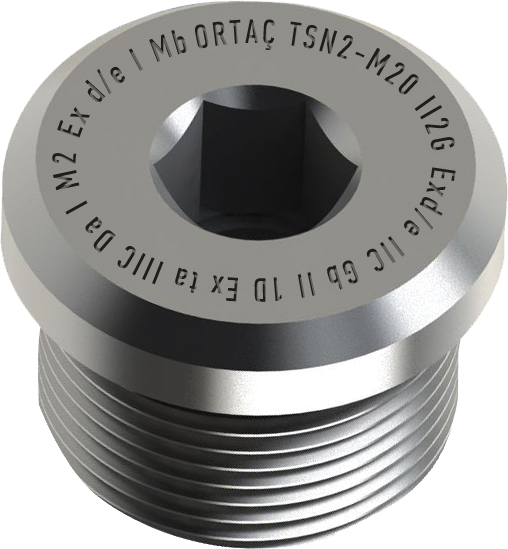 ORTAÇ TSN2-M20 II2G Exd/e IIC Gb II 1D Ex ta IIIC Da I M2 Ex d/e I Mb